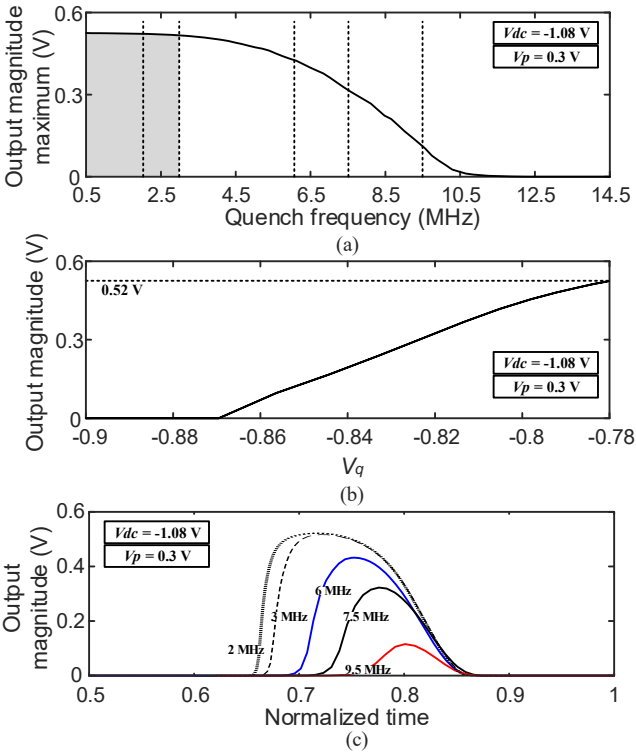 Output magnitude
maximum (V)
0.6
0.3
0
Vdc = -1.08 V
Vp = 0.3 V
0.5 2.5 4.5 6.5 8.5 10.5 12.5 14.5
Quench frequency (MHz)
(a)
Output magnitude (V)
0.6
0.3
0
0.52 V
Vdc = -1.08 V
Vp = 0.3 V
-0.9 -0.88 -0.86 -0.84 -0.82 -0.8 -0.78
Vq
(b)
Output
magnitude (V)
0.6
0.4
0.2
0
Vdc = -1.08 V
Vp = 0.3 V
2 MHz
3 MHz
6 MHz
7.5 MHz
9.5 MHz
0.5 0.6 0.7 0.8 0.9 1
Normalized time
(c)